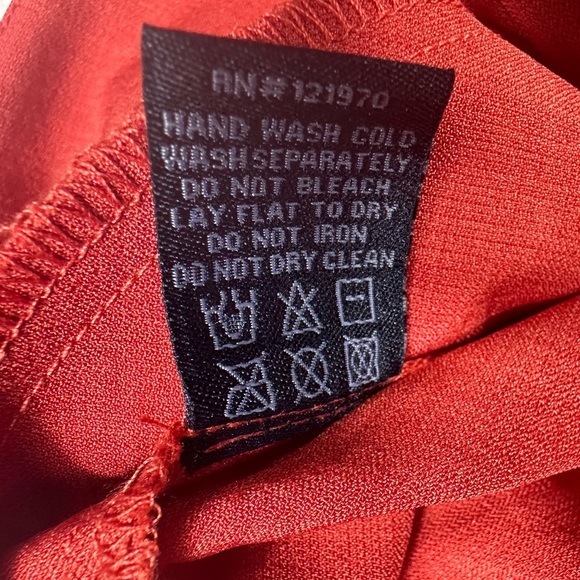 RN#121970
HAND WASH COLD
WASH SEPARATELY
DO NOT BLEACH
LAY FLAT TO DRY
DO NOT IRON
DO NOT DRY CLEAN